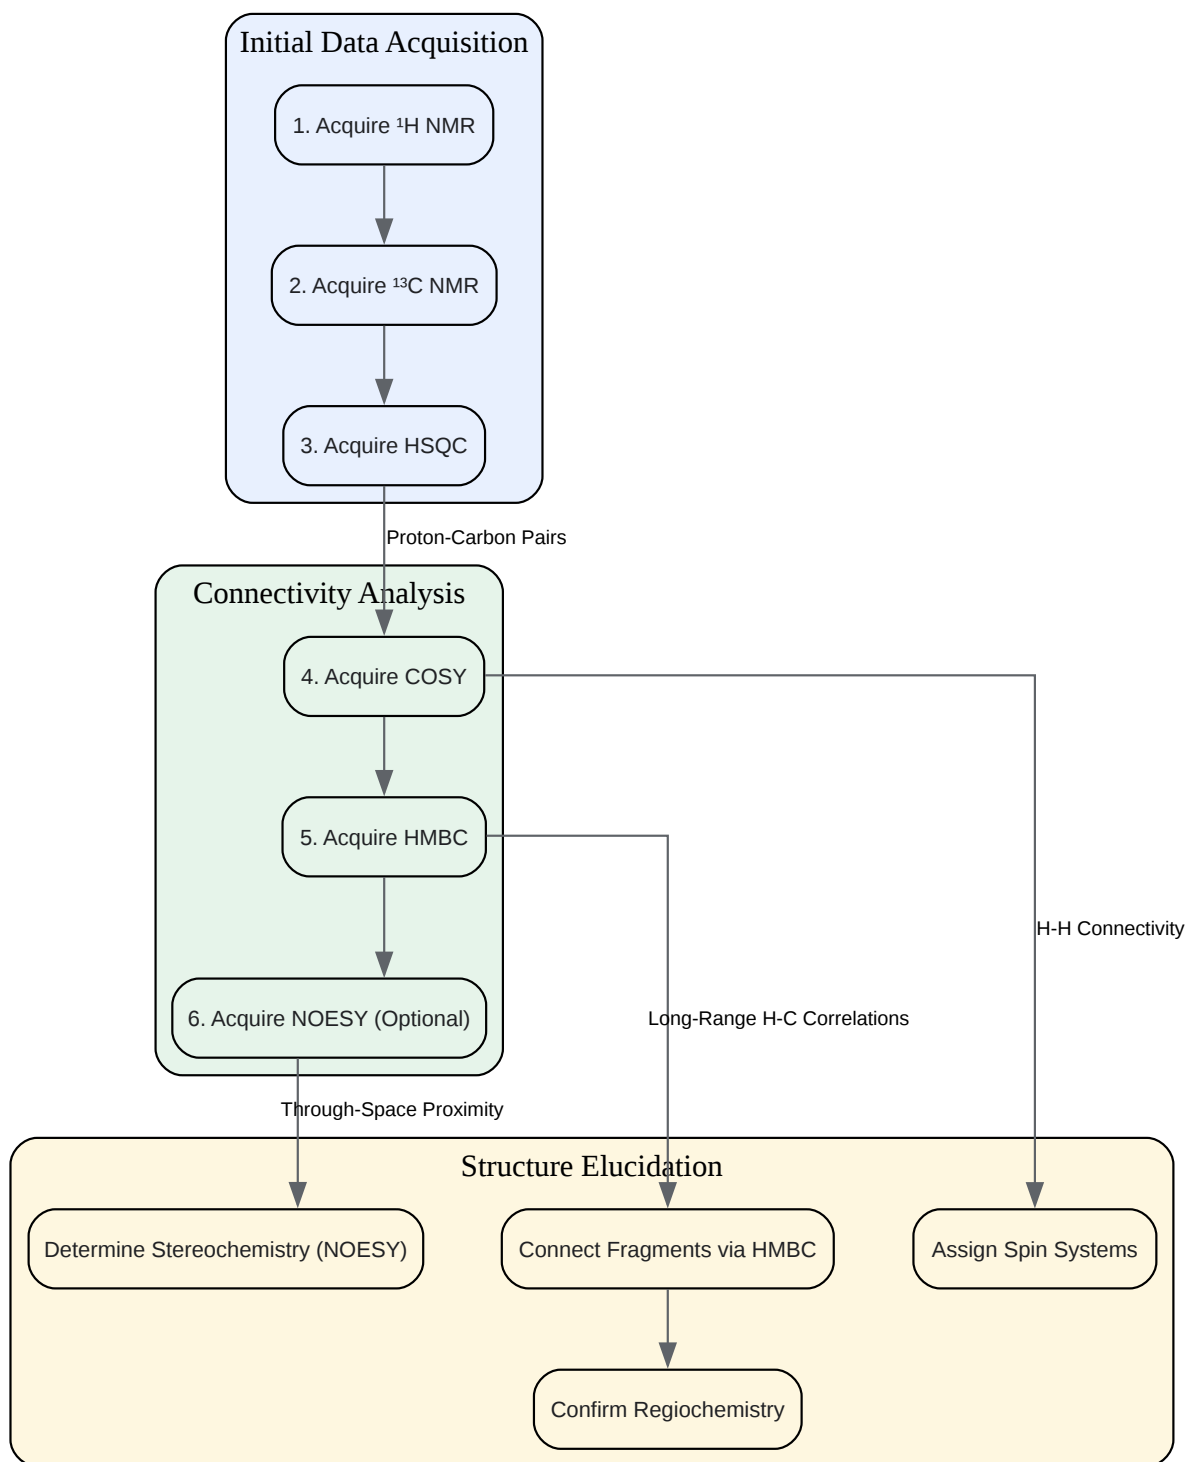 Initial Data Acquisition
1. Acquire ¹H NMR
2. Acquire ¹³C NMR
3. Acquire HSQC
Proton-Carbon Pairs
Connectivity Analysis
4. Acquire COSY
5. Acquire HMBC
H-H Connectivity
6. Acquire NOESY (Optional)
Long-Range H-C Correlations
Through-Space Proximity
Structure Elucidation
Determine Stereochemistry (NOESY)
Connect Fragments via HMBC
Assign Spin Systems
Confirm Regiochemistry